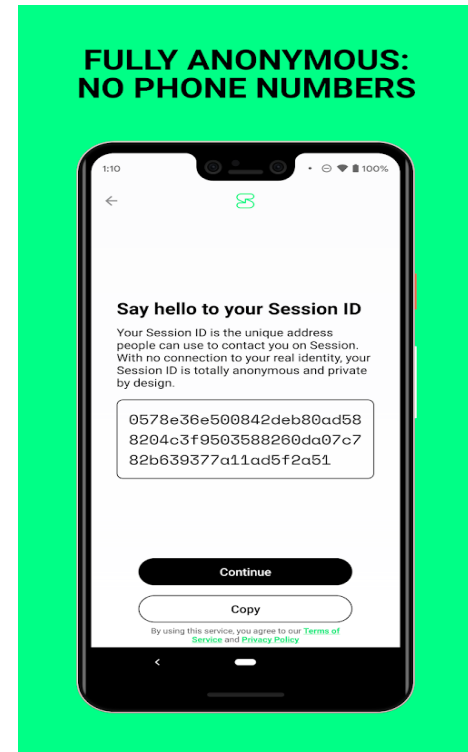 FULLY ANONYMOUS:
NO PHONE NUMBERS
1:10
100%
Say hello to your Session ID
Your Session ID is the unique address
people can use to contact you on Session.
With no connection to your real identity, your
Session ID is totally anonymous and private
by design.
0578e36e500842deb80ad58
8204c3f9503588260da07c7
82b639377a11ad5f2a51
Continue
Copy
By using this service, you agree to our Terms of
Service and Privacy Policy